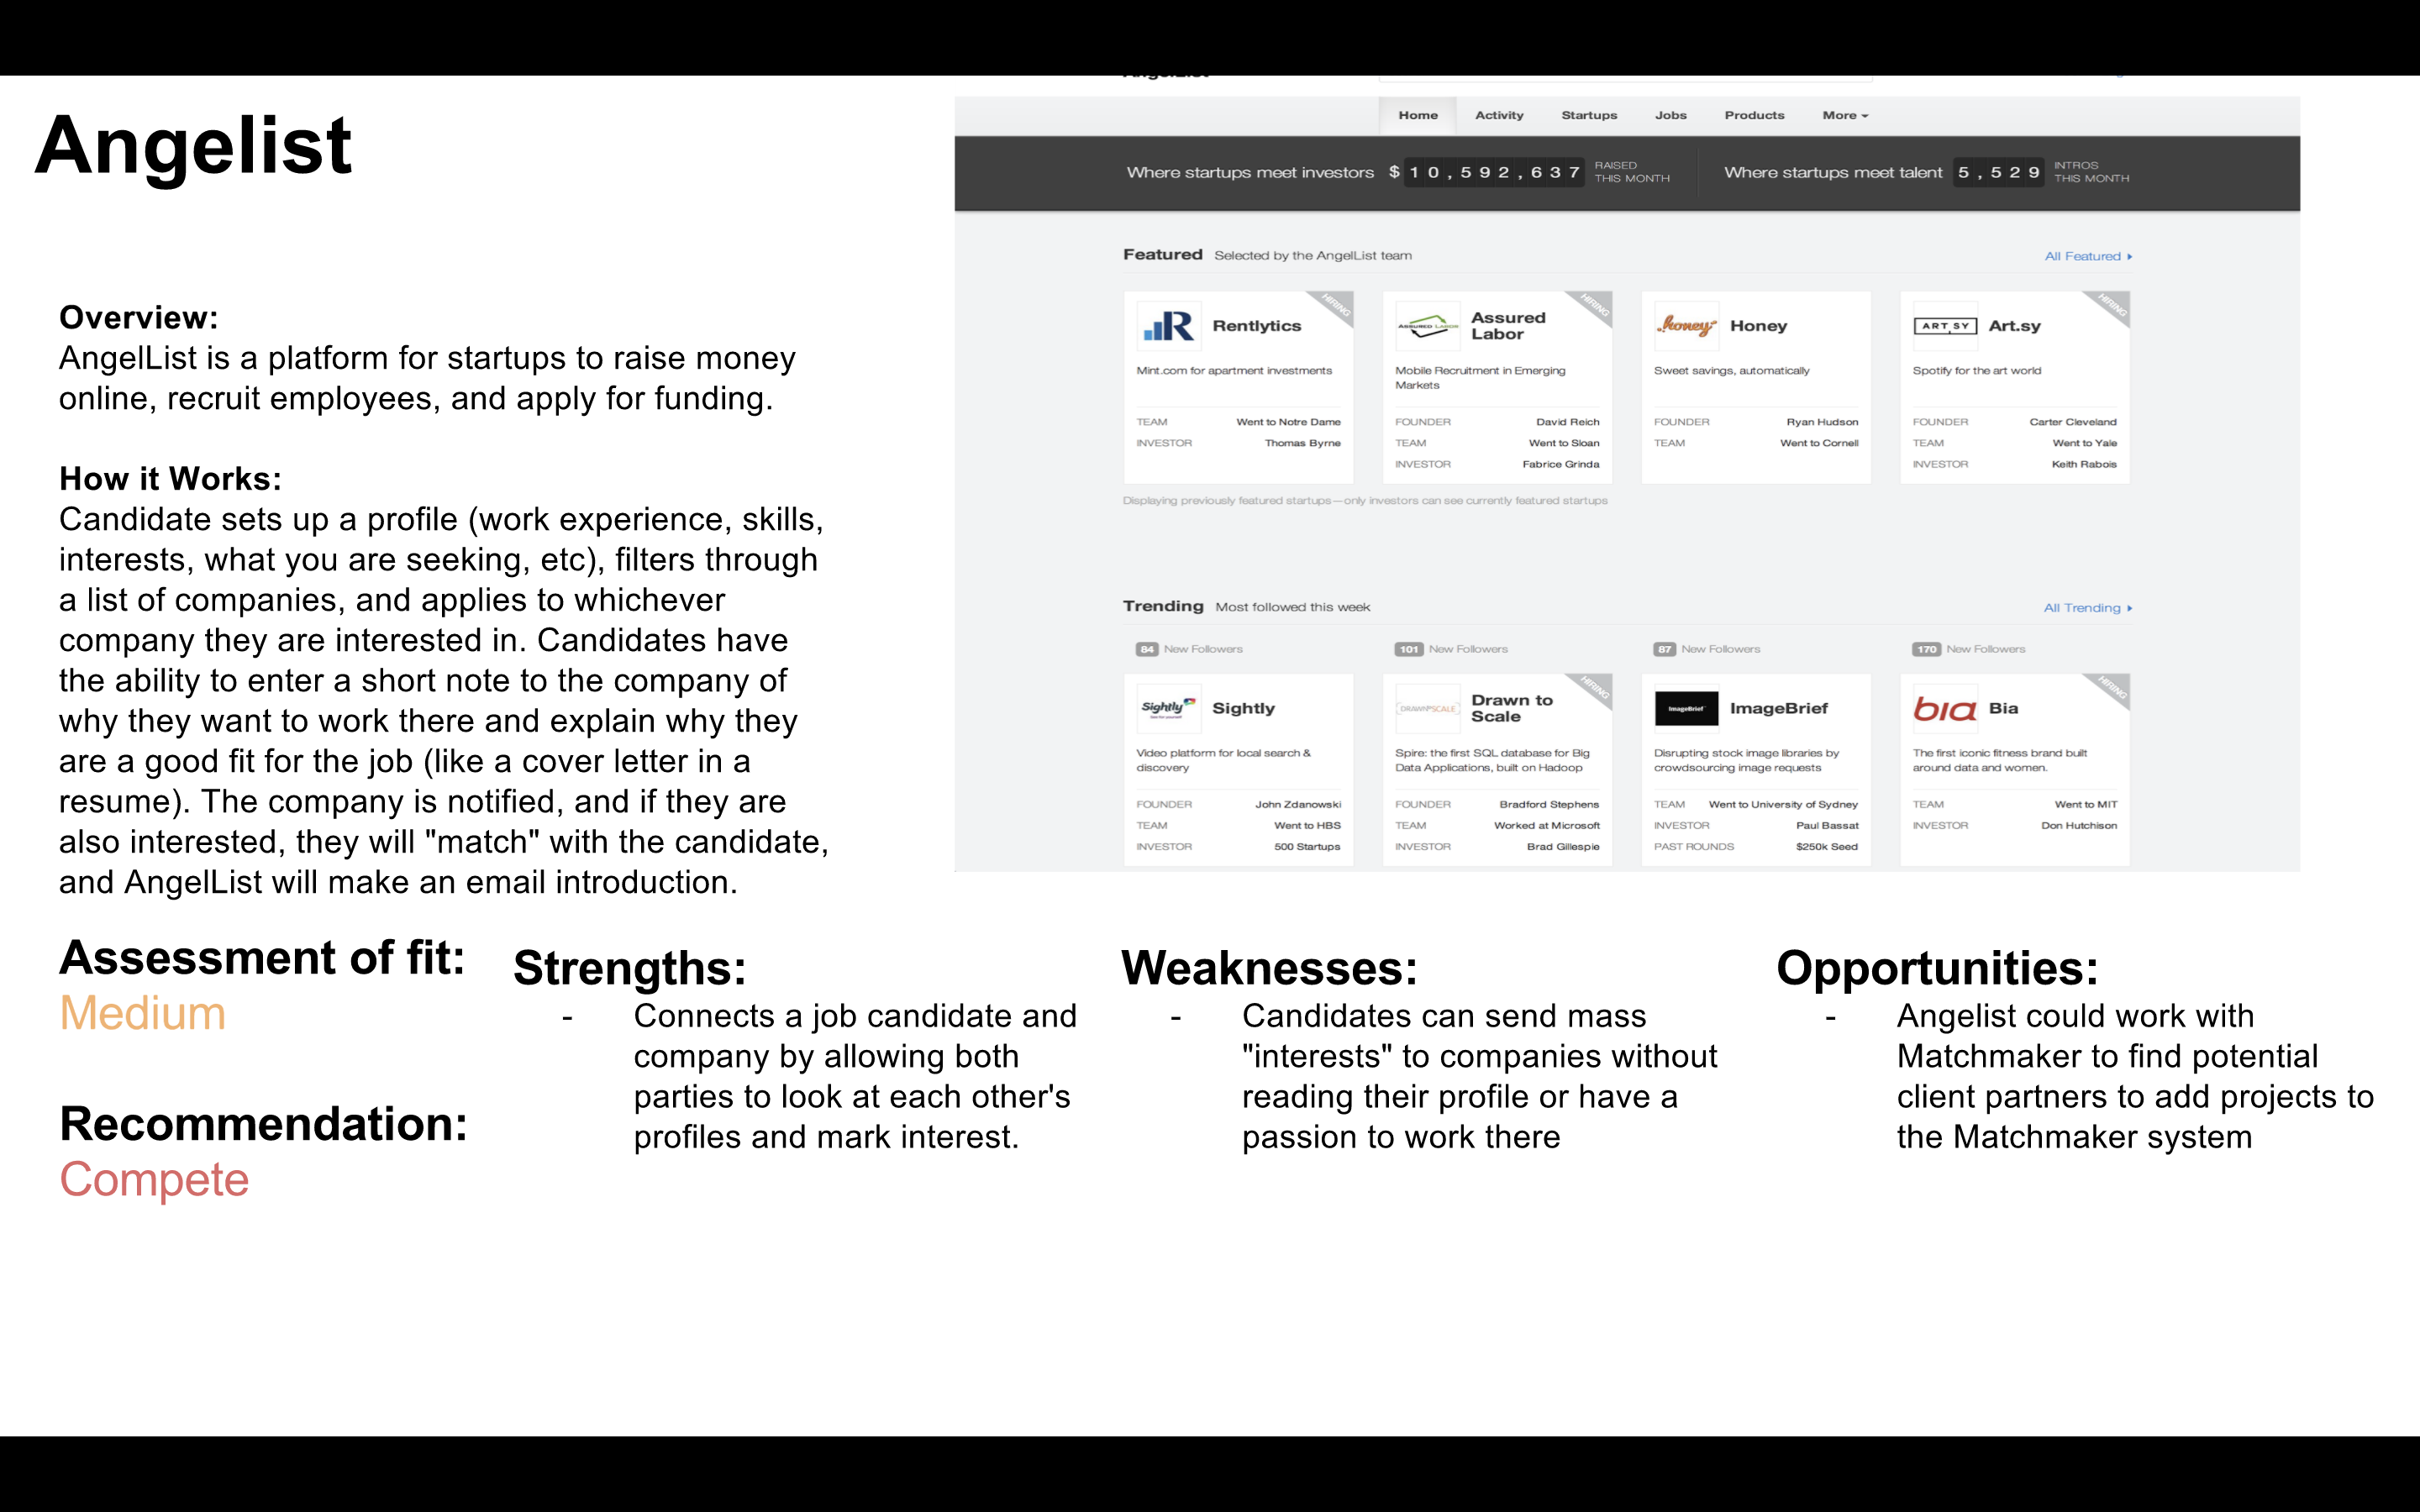 Angelist
Overview:
AngelList is a platform for startups to raise money
online, recruit employees, and apply for funding.
How it Works:
Candidate sets up a profile (work experience, skills,
interests, what you are seeking, etc), filters through
a list of companies, and applies to whichever
company they are interested in. Candidates have
the ability to enter a short note to the company of
why they want to work there and explain why they
are a good fit for the job (like a cover letter in a
resume). The company is notified, and if they are
also interested, they will "match" with the candidate,
and AngelList will make an email introduction.
Home Activity Startups Jobs Products More
Where startups meet investors $ 10,592,637 RAISED THIS MONTH Where startups meet talent 5,529 INTROS THIS MONTH
Featured Selected by the AngelList team All Featured
HIRING
Rentlytics
Mint.com for apartment investments
TEAM Went to Notre Dame
INVESTOR Thomas Byrne
HIRING
ASSURED LABOR
Assured
Labor
Mobile Recruitment in Emerging
Markets
FOUNDER David Reich
TEAM Went to Sloan
INVESTOR Fabrice Grinda
honey
Honey
Sweet savings, automatically
FOUNDER Ryan Hudson
TEAM Went to Cornell
HIRING
ART.SY
Art.sy
Spotify for the art world
FOUNDER Carter Cleveland
TEAM Went to Yale
INVESTOR Keith Rabois
Displaying previously featured startups—only investors can see currently featured startups
Trending Most followed this week All Trending
84 New Followers
Sightly
Sightly
Video platform for local search &
discovery
FOUNDER John Zdanowski
TEAM Went to HBS
INVESTOR 500 Startups
101 New Followers
HIRING
DRAWN SCALE
Drawn to
Scale
Spire: the first SQL database for Big
Data Applications, built on Hadoop
FOUNDER Bradford Stephens
TEAM Worked at Microsoft
INVESTOR Brad Gillespie
87 New Followers
ImageBrief
ImageBrief
Disrupting stock image libraries by
crowdsourcing image requests
TEAM Went to University of Sydney
INVESTOR Paul Bassat
PAST ROUNDS $250k Seed
170 New Followers
HIRING
bia
Bia
The first iconic fitness brand built
around data and women.
TEAM Went to MIT
INVESTOR Don Hutchison
Assessment of fit:
Medium
Recommendation:
Compete
Strengths:
- Connects a job candidate and
company by allowing both
parties to look at each other's
profiles and mark interest.
Weaknesses:
- Candidates can send mass
"interests" to companies without
reading their profile or have a
passion to work there
Opportunities:
- Angelist could work with
Matchmaker to find potential
client partners to add projects to
the Matchmaker system